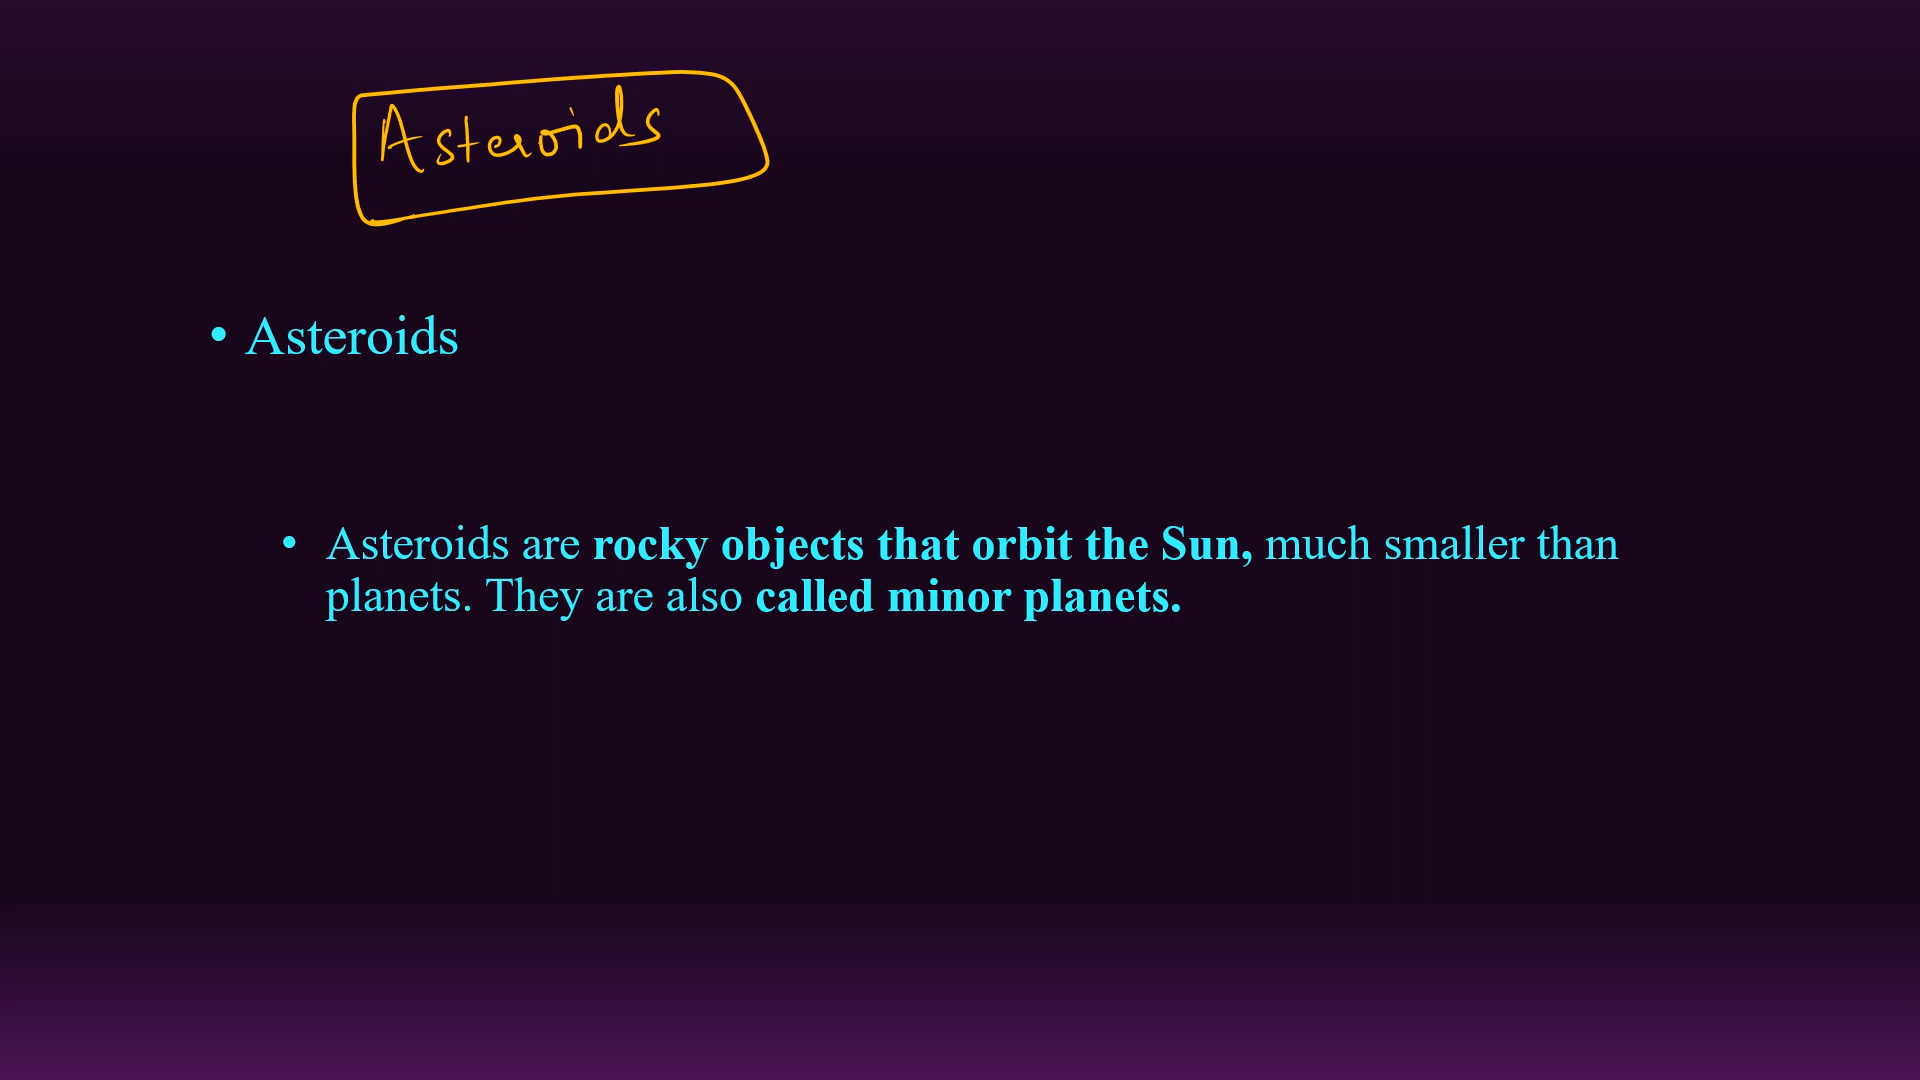 Asteroids
• Asteroids
• Asteroids are rocky objects that orbit the Sun, much smaller than
planets. They are also called minor planets.